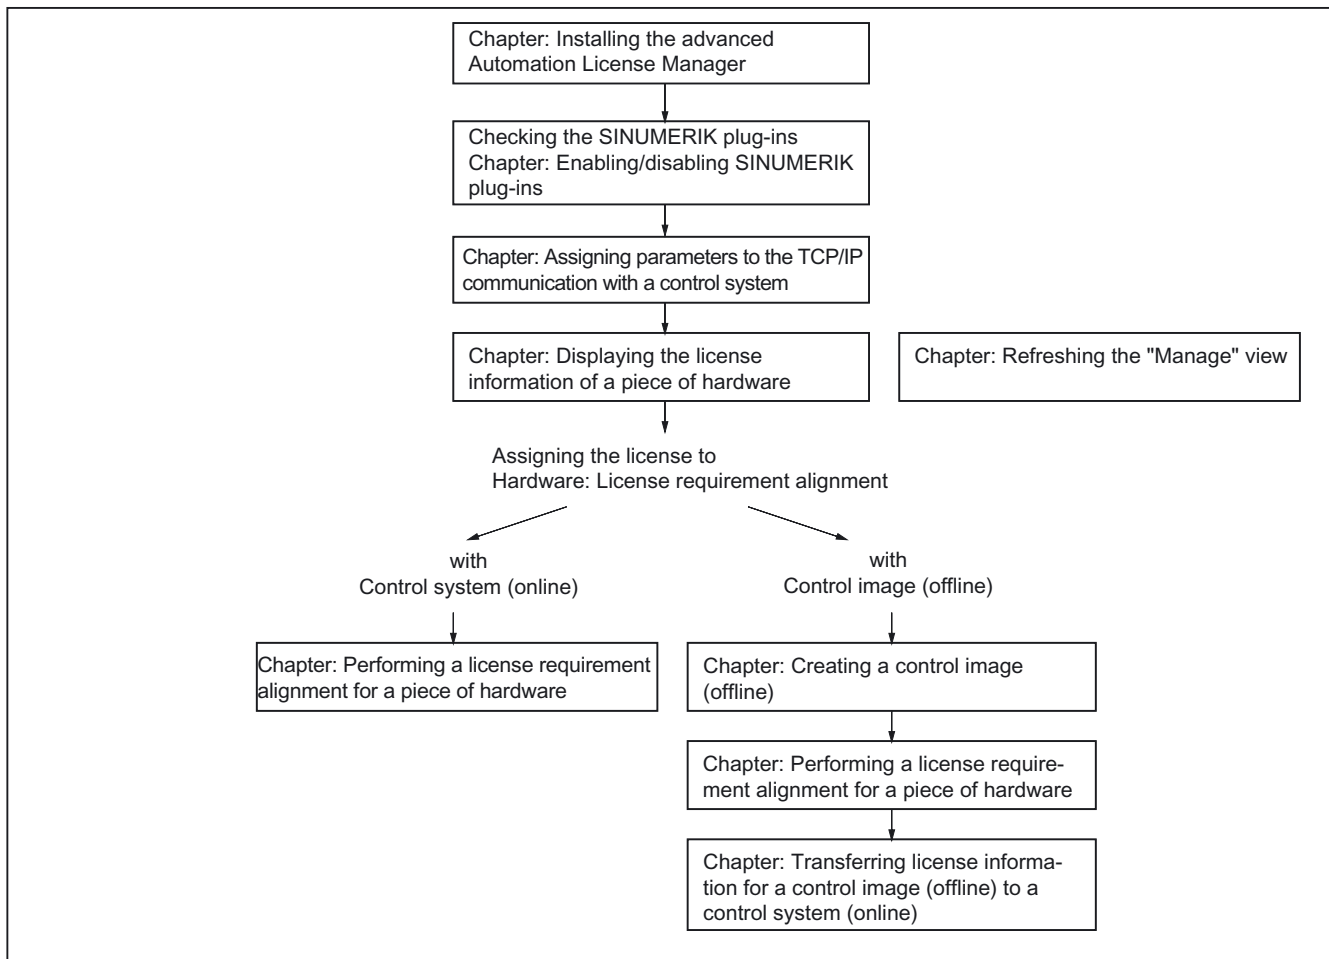 Chapter: Installing the advanced
Automation License Manager
Checking the SINUMERIK plug-ins
Chapter: Enabling/disabling SINUMERIK
plug-ins
Chapter: Assigning parameters to the TCP/IP
communication with a control system
Chapter: Displaying the license
information of a piece of hardware
Chapter: Refreshing the "Manage" view
Assigning the license to
Hardware: License requirement alignment
with
Control system (online)
with
Control image (offline)
Chapter: Performing a license requirement
alignment for a piece of hardware
Chapter: Creating a control image
(offline)
Chapter: Performing a license require-
ment alignment for a piece of hardware
Chapter: Transferring license informa-
tion for a control image (offline) to a
control system (online)